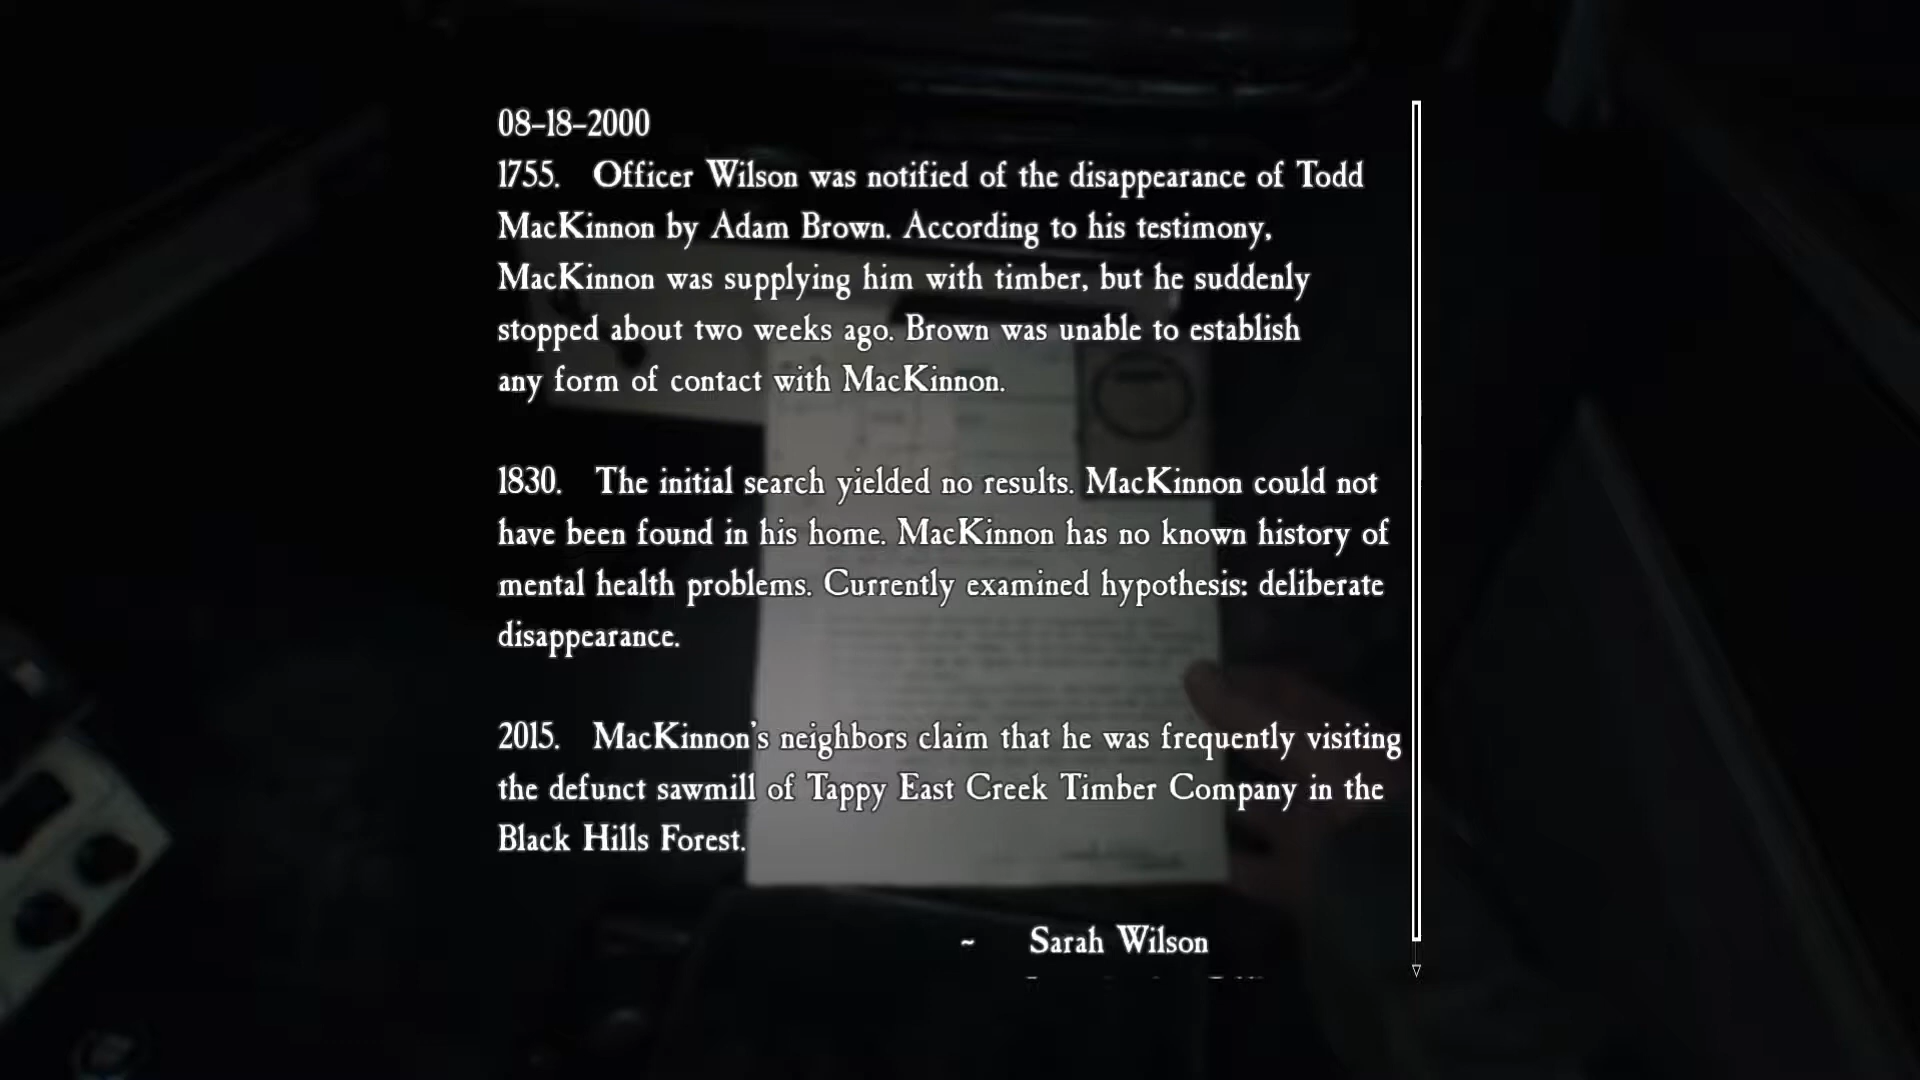 08-18-2000
1755. Officer Wilson was notified of the disappearance of Todd
MacKinnon by Adam Brown. According to his testimony,
MacKinnon was supplying him with timber, but he suddenly
stopped about two weeks ago. Brown was unable to establish
any form of contact with MacKinnon.
1830. The initial search yielded no results. MacKinnon could not
have been found in his home. MacKinnon has no known history of
mental health problems. Currently examined hypothesis: deliberate
disappearance.
2015. MacKinnon's neighbors claim that he was frequently visiting
the defunct sawmill of Tappy East Creek Timber Company in the
Black Hills Forest.
~ Sarah Wilson